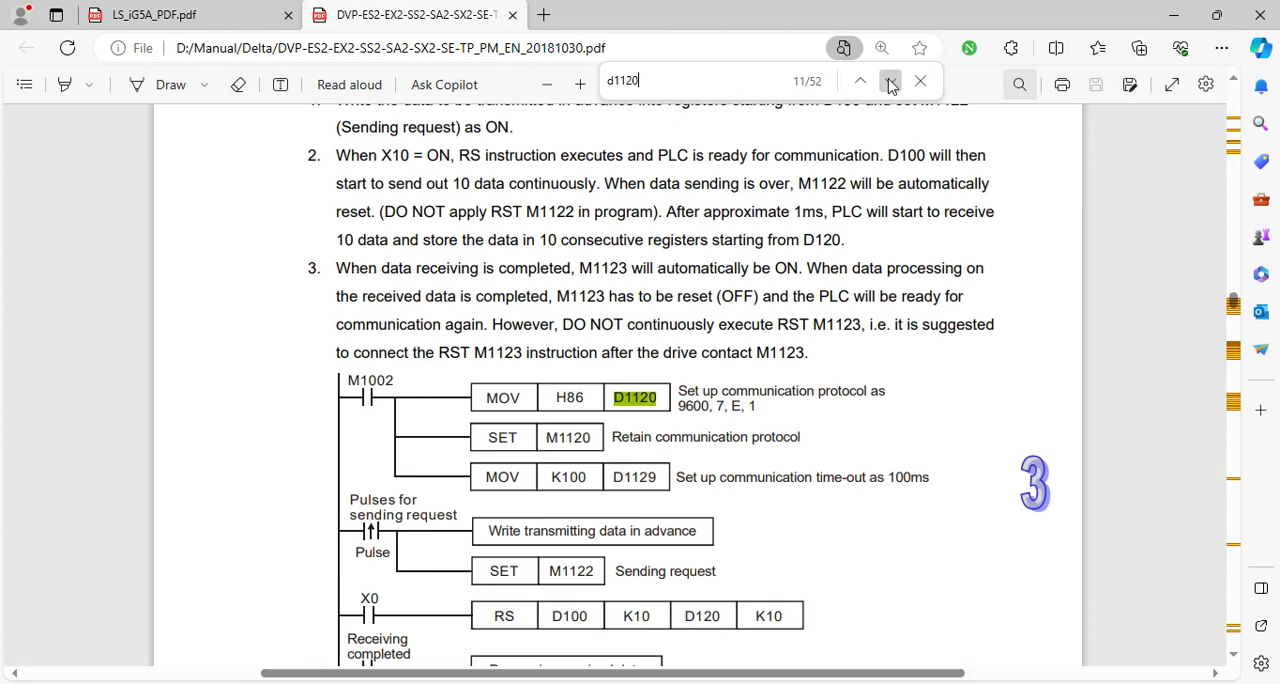 LS_iG5A_PDF.pdf
DVP-ES2-EX2-SS2-SA2-SX2-SE-T
File
D:/Manual/Delta/DVP-ES2-EX2-SS2-SA2-SX2-SE-TP_PM_EN_20181030.pdf
Draw
Read aloud
Ask Copilot
d1120
11/52
(Sending request) as ON.
2. When X10 = ON, RS instruction executes and PLC is ready for communication. D100 will then
start to send out 10 data continuously. When data sending is over, M1122 will be automatically
reset. (DO NOT apply RST M1122 in program). After approximate 1ms, PLC will start to receive
10 data and store the data in 10 consecutive registers starting from D120.
3. When data receiving is completed, M1123 will automatically be ON. When data processing on
the received data is completed, M1123 has to be reset (OFF) and the PLC will be ready for
communication again. However, DO NOT continuously execute RST M1123, i.e. it is suggested
to connect the RST M1123 instruction after the drive contact M1123.
M1002
MOV H86 D1120
Set up communication protocol as
9600, 7, E, 1
SET M1120 Retain communication protocol
MOV K100 D1129 Set up communication time-out as 100ms
3
Pulses for
sending request
Write transmitting data in advance
Pulse
SET M1122 Sending request
X0
RS D100 K10 D120 K10
Receiving
completed